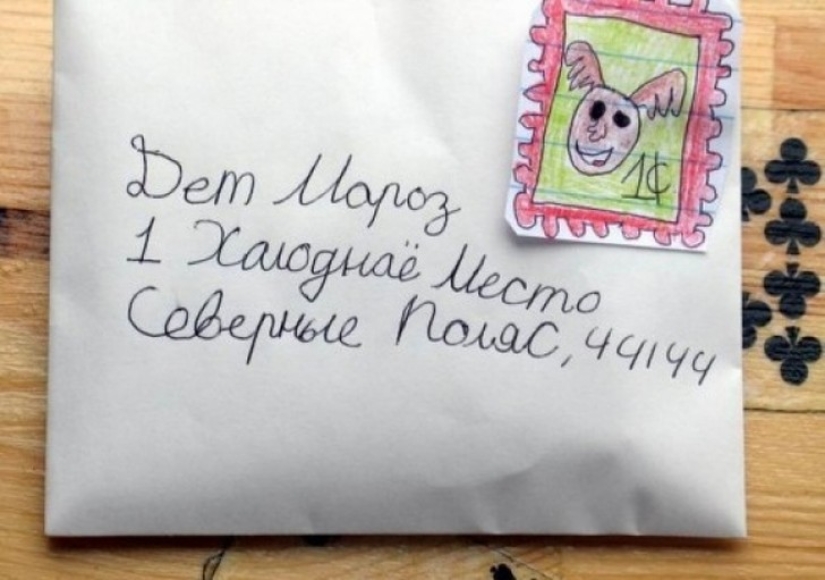 1¢
Дет Мароз
1 Халоднаё Место
Северные Поляс, 44144